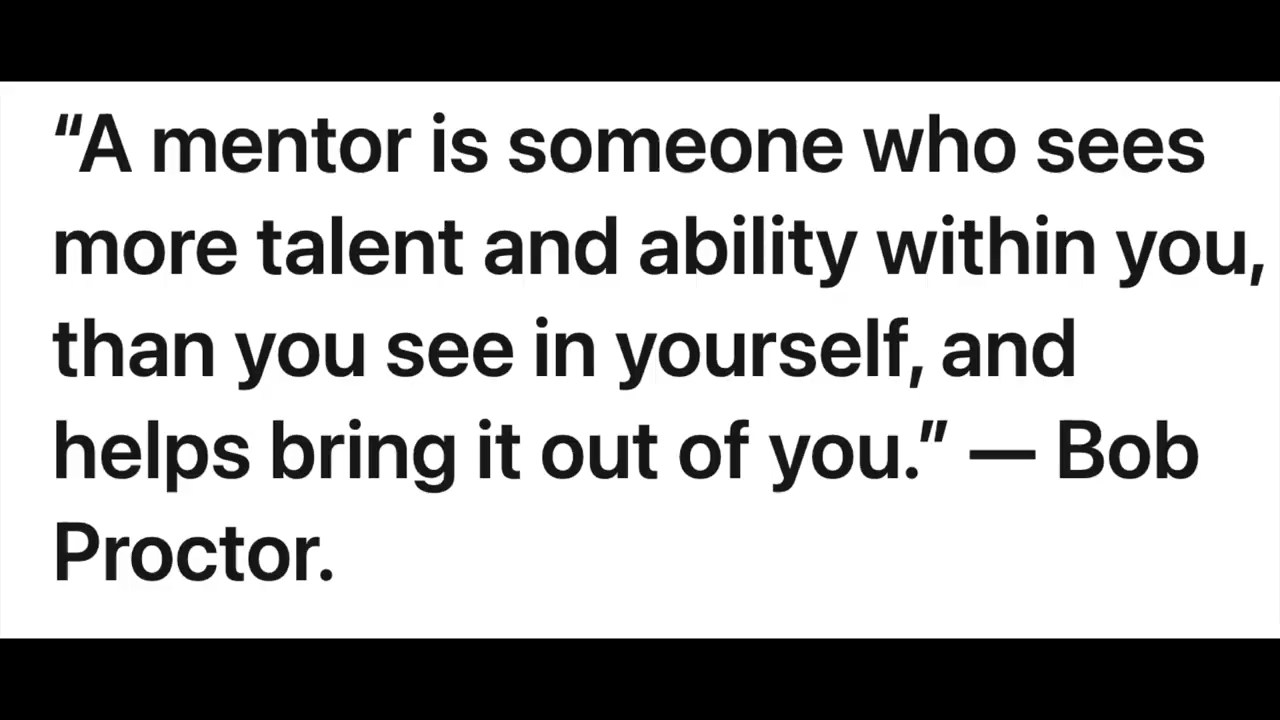 “A mentor is someone who sees
more talent and ability within you,
than you see in yourself, and
helps bring it out of you.” — Bob
Proctor.